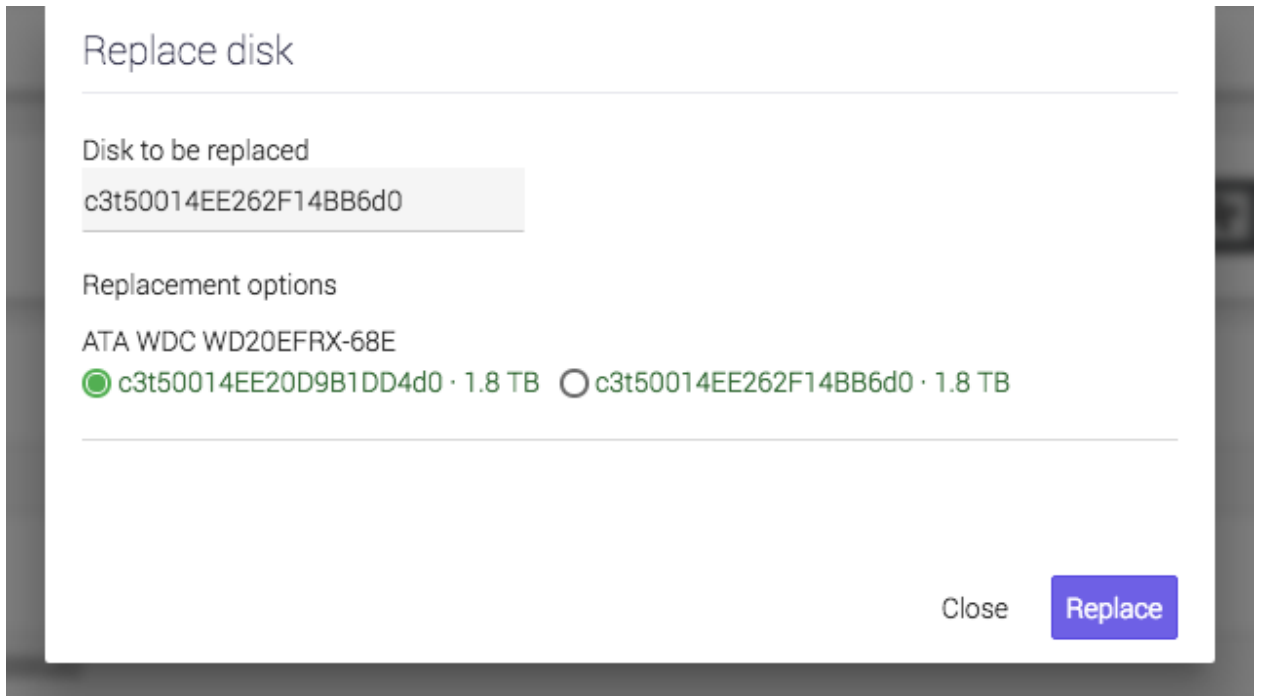 Replace disk
Disk to be replaced
c3t50014EE262F14BB6d0
Replacement options
ATA WDC WD20EFRX-68E
c3t50014EE20D9B1DD4d0 · 1.8 TB c3t50014EE262F14BB6d0 · 1.8 TB
Close Replace